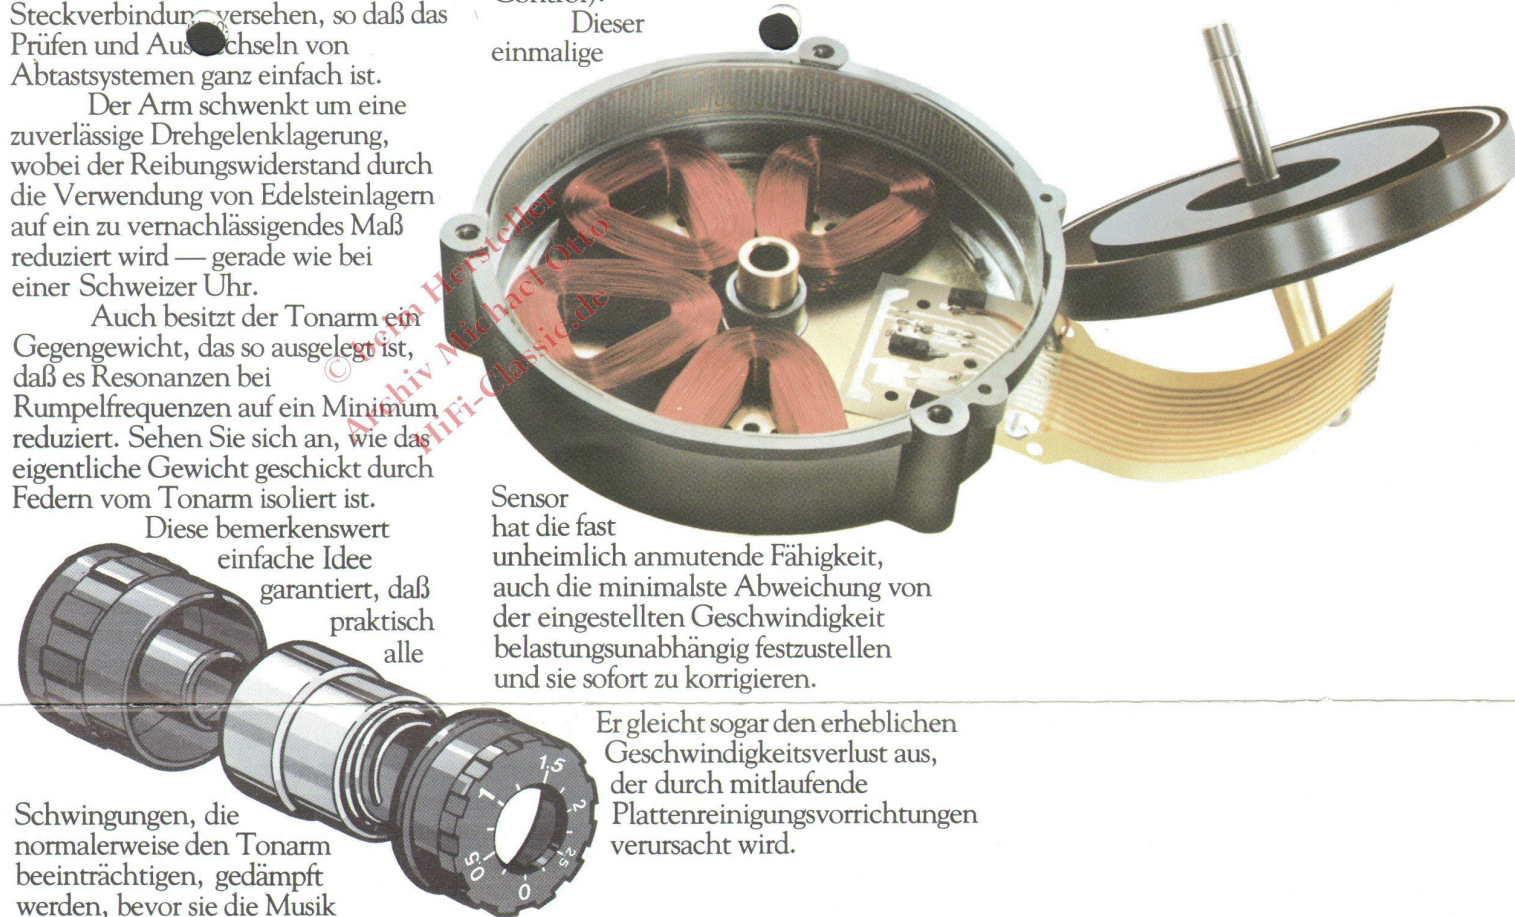 Steckverbindung versehen, so daß das
Prüfen und Auswechseln von
Abtastsystemen ganz einfach ist.
Der Arm schwenkt um eine
zuverlässige Drehgelenklagerung,
wobei der Reibungswiderstand durch
die Verwendung von Edelsteinlagern
auf ein zu vernachlässigendes Maß
reduziert wird — gerade wie bei
einer Schweizer Uhr.
Auch besitzt der Tonarm ein
Gegengewicht, das so ausgelegt ist,
daß es Resonanzen bei
Rumpelfrequenzen auf ein Minimum
reduziert. Sehen Sie sich an, wie das
eigentliche Gewicht geschickt durch
Federn vom Tonarm isoliert ist.
Diese bemerkenswert
einfache Idee
garantiert, daß
praktisch
alle
Schwingungen, die
normalerweise den Tonarm
beeinträchtigen, gedämpft
werden, bevor sie die Musik
Control).
Dieser
einmalige
Sensor
hat die fast
unheimlich anmutende Fähigkeit,
auch die minimalste Abweichung von
der eingestellten Geschwindigkeit
belastungsunabhängig festzustellen
und sie sofort zu korrigieren.
Er gleicht sogar den erheblichen
Geschwindigkeitsverlust aus,
der durch mitlaufende
Plattenreinigungsvorrichtungen
verursacht wird.
0 0.5 1 1.5 2 2.5
© beim Hersteller
Archiv Michael Otto
HiFi-Classic.de